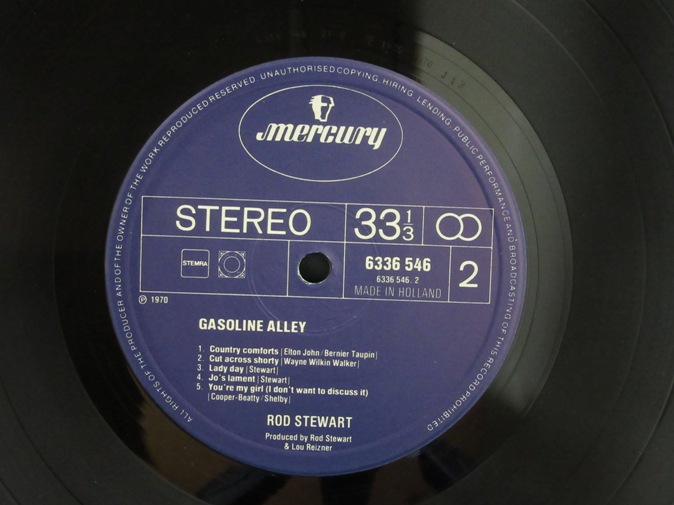 ALL RIGHTS OF THE PRODUCER AND OF THE OWNER OF THE WORK REPRODUCED RESERVED. UNAUTHORISED COPYING, HIRING, LENDING, PUBLIC PERFORMANCE AND BROADCASTING OF THIS RECORD PROHIBITED
mercury
STEREO
33 1/3
STEMRA
6336 546
6336 546. 2
MADE IN HOLLAND
2
℗ 1970
GASOLINE ALLEY
1. Country comforts |Elton John/Bernier Taupin|
2. Cut across shorty |Wayne Wilkin Walker|
3. Lady day |Stewart|
4. Jo's lament |Stewart|
5. You're my girl (I don't want to discuss it)
|Cooper-Beatty/Shelby|
ROD STEWART
Produced by Rod Stewart
& Lou Reizner